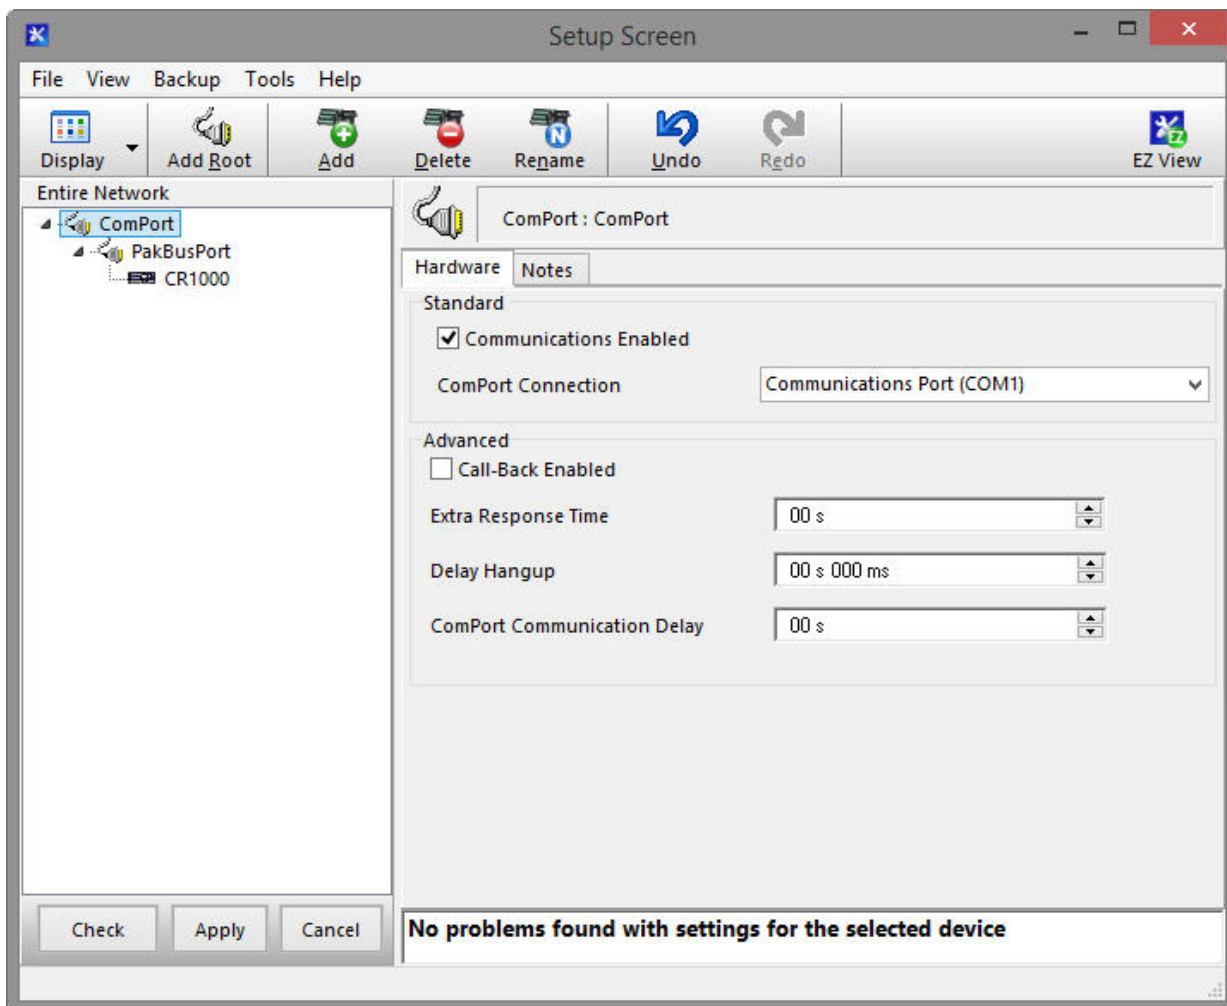 Setup Screen
File View Backup Tools Help
Display Add Root Add Delete Rename Undo Redo EZ View
Entire Network
ComPort
PakBusPort
CR1000
Check Apply Cancel
ComPort : ComPort
Hardware Notes
Standard
Communications Enabled
ComPort Connection Communications Port (COM1)
Advanced
Call-Back Enabled
Extra Response Time 00 s
Delay Hangup 00 s 000 ms
ComPort Communication Delay 00 s
No problems found with settings for the selected device